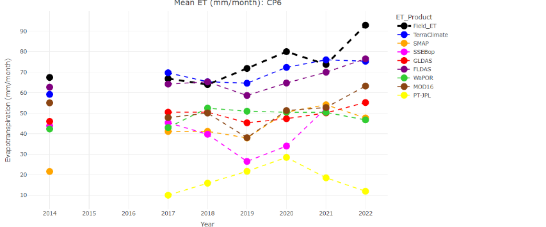 Mean ET (mm/month): CP6
ET_Product
Field_ET
TerraClimate
SMAP
SSEBop
GLDAS
FLDAS
WaPOR
MOD16
PT-JPL
Evapotranspiration (mm/month)
90
80
70
60
50
40
30
20
10
2014 2015 2016 2017 2018 2019 2020 2021 2022
Year